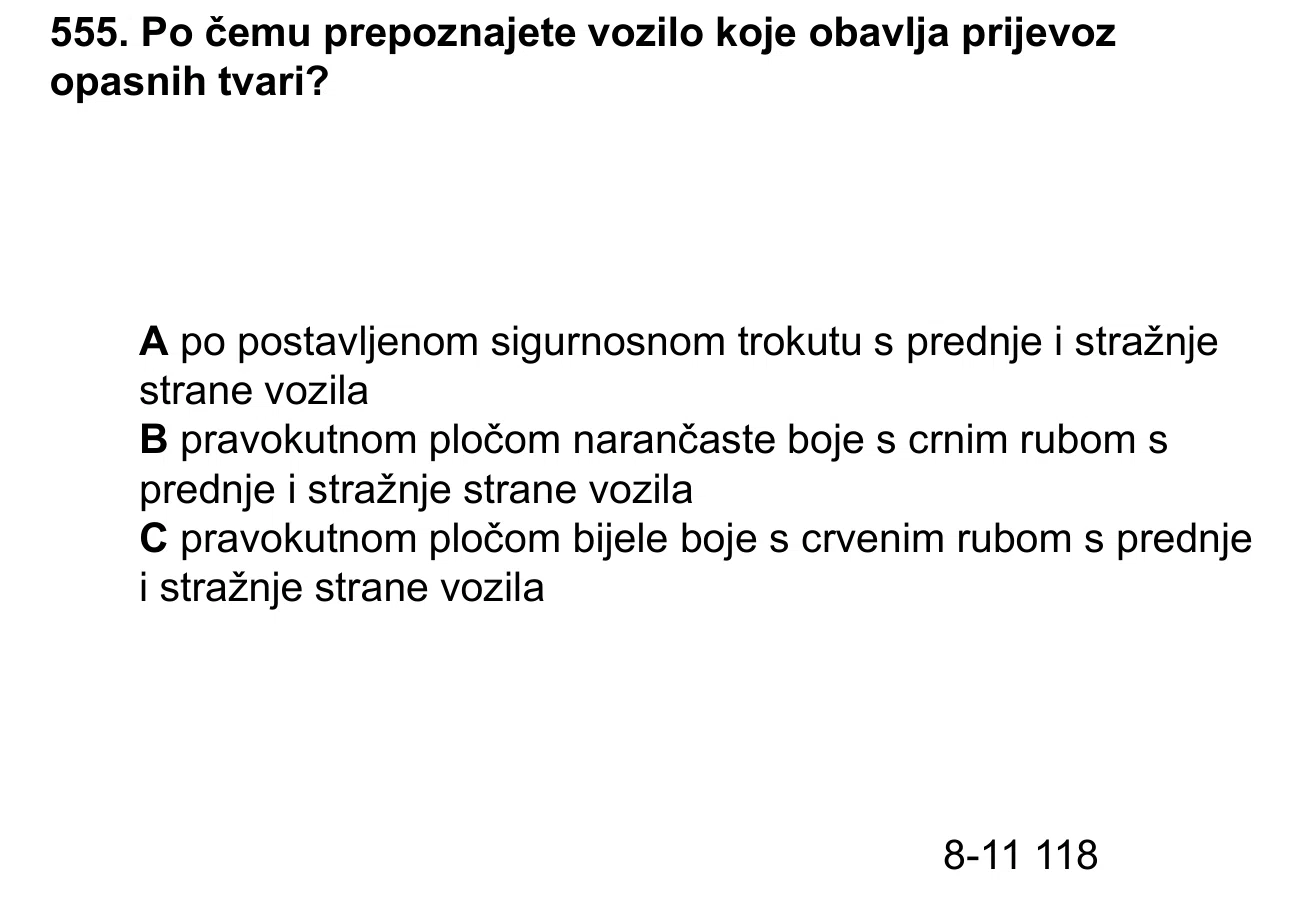 555. Po čemu prepoznajete vozilo koje obavlja prijevoz
opasnih tvari?
A po postavljenom sigurnosnom trokutu s prednje i stražnje
strane vozila
B pravokutnom pločom narančaste boje s crnim rubom s
prednje i stražnje strane vozila
C pravokutnom pločom bijele boje s crvenim rubom s prednje
i stražnje strane vozila
8-11 118